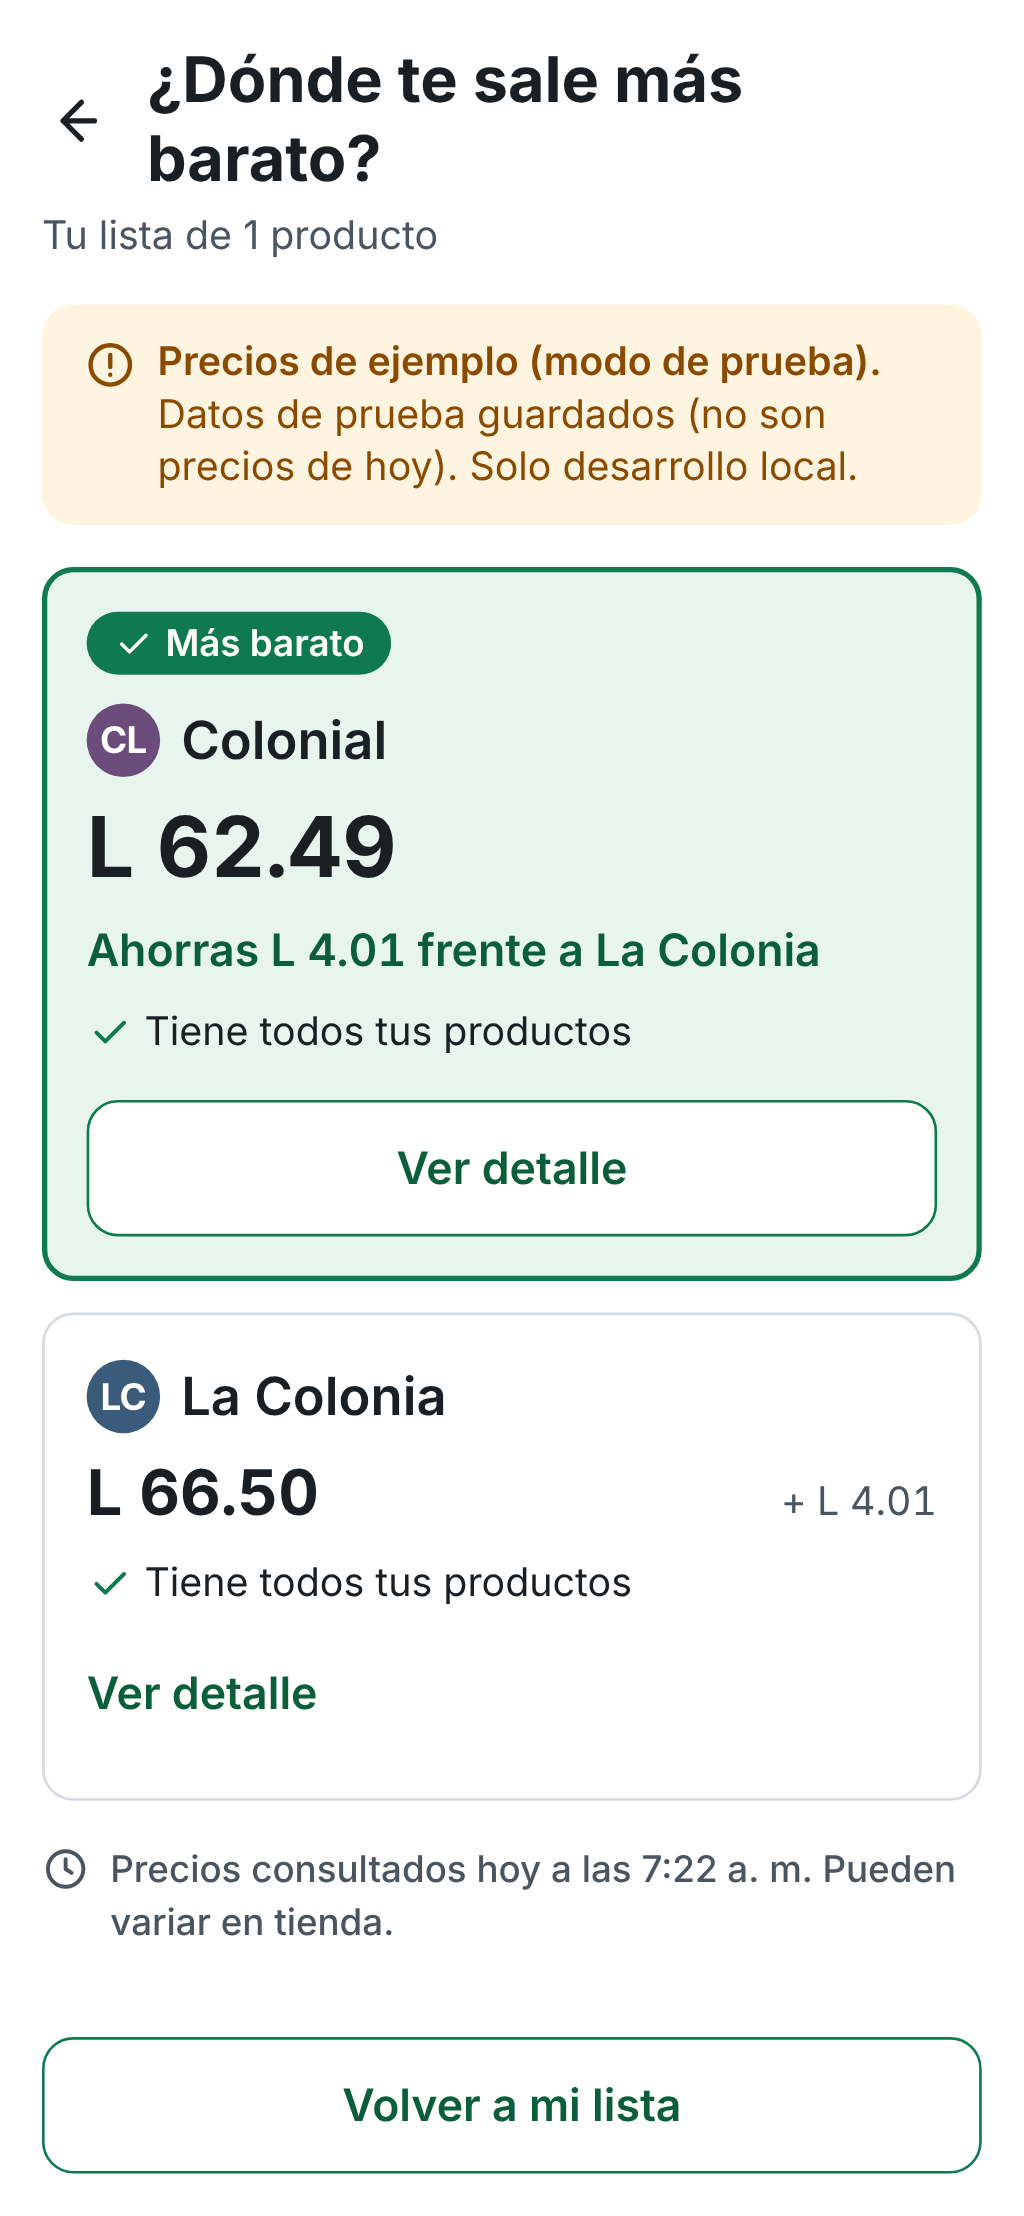 ¿Dónde te sale más
barato?
Tu lista de 1 producto
Precios de ejemplo (modo de prueba).
Datos de prueba guardados (no son
precios de hoy). Solo desarrollo local.
Más barato
CL Colonial
L 62.49
Ahorras L 4.01 frente a La Colonia
Tiene todos tus productos
Ver detalle
LC La Colonia
L 66.50 + L 4.01
Tiene todos tus productos
Ver detalle
Precios consultados hoy a las 7:22 a. m. Pueden
variar en tienda.
Volver a mi lista